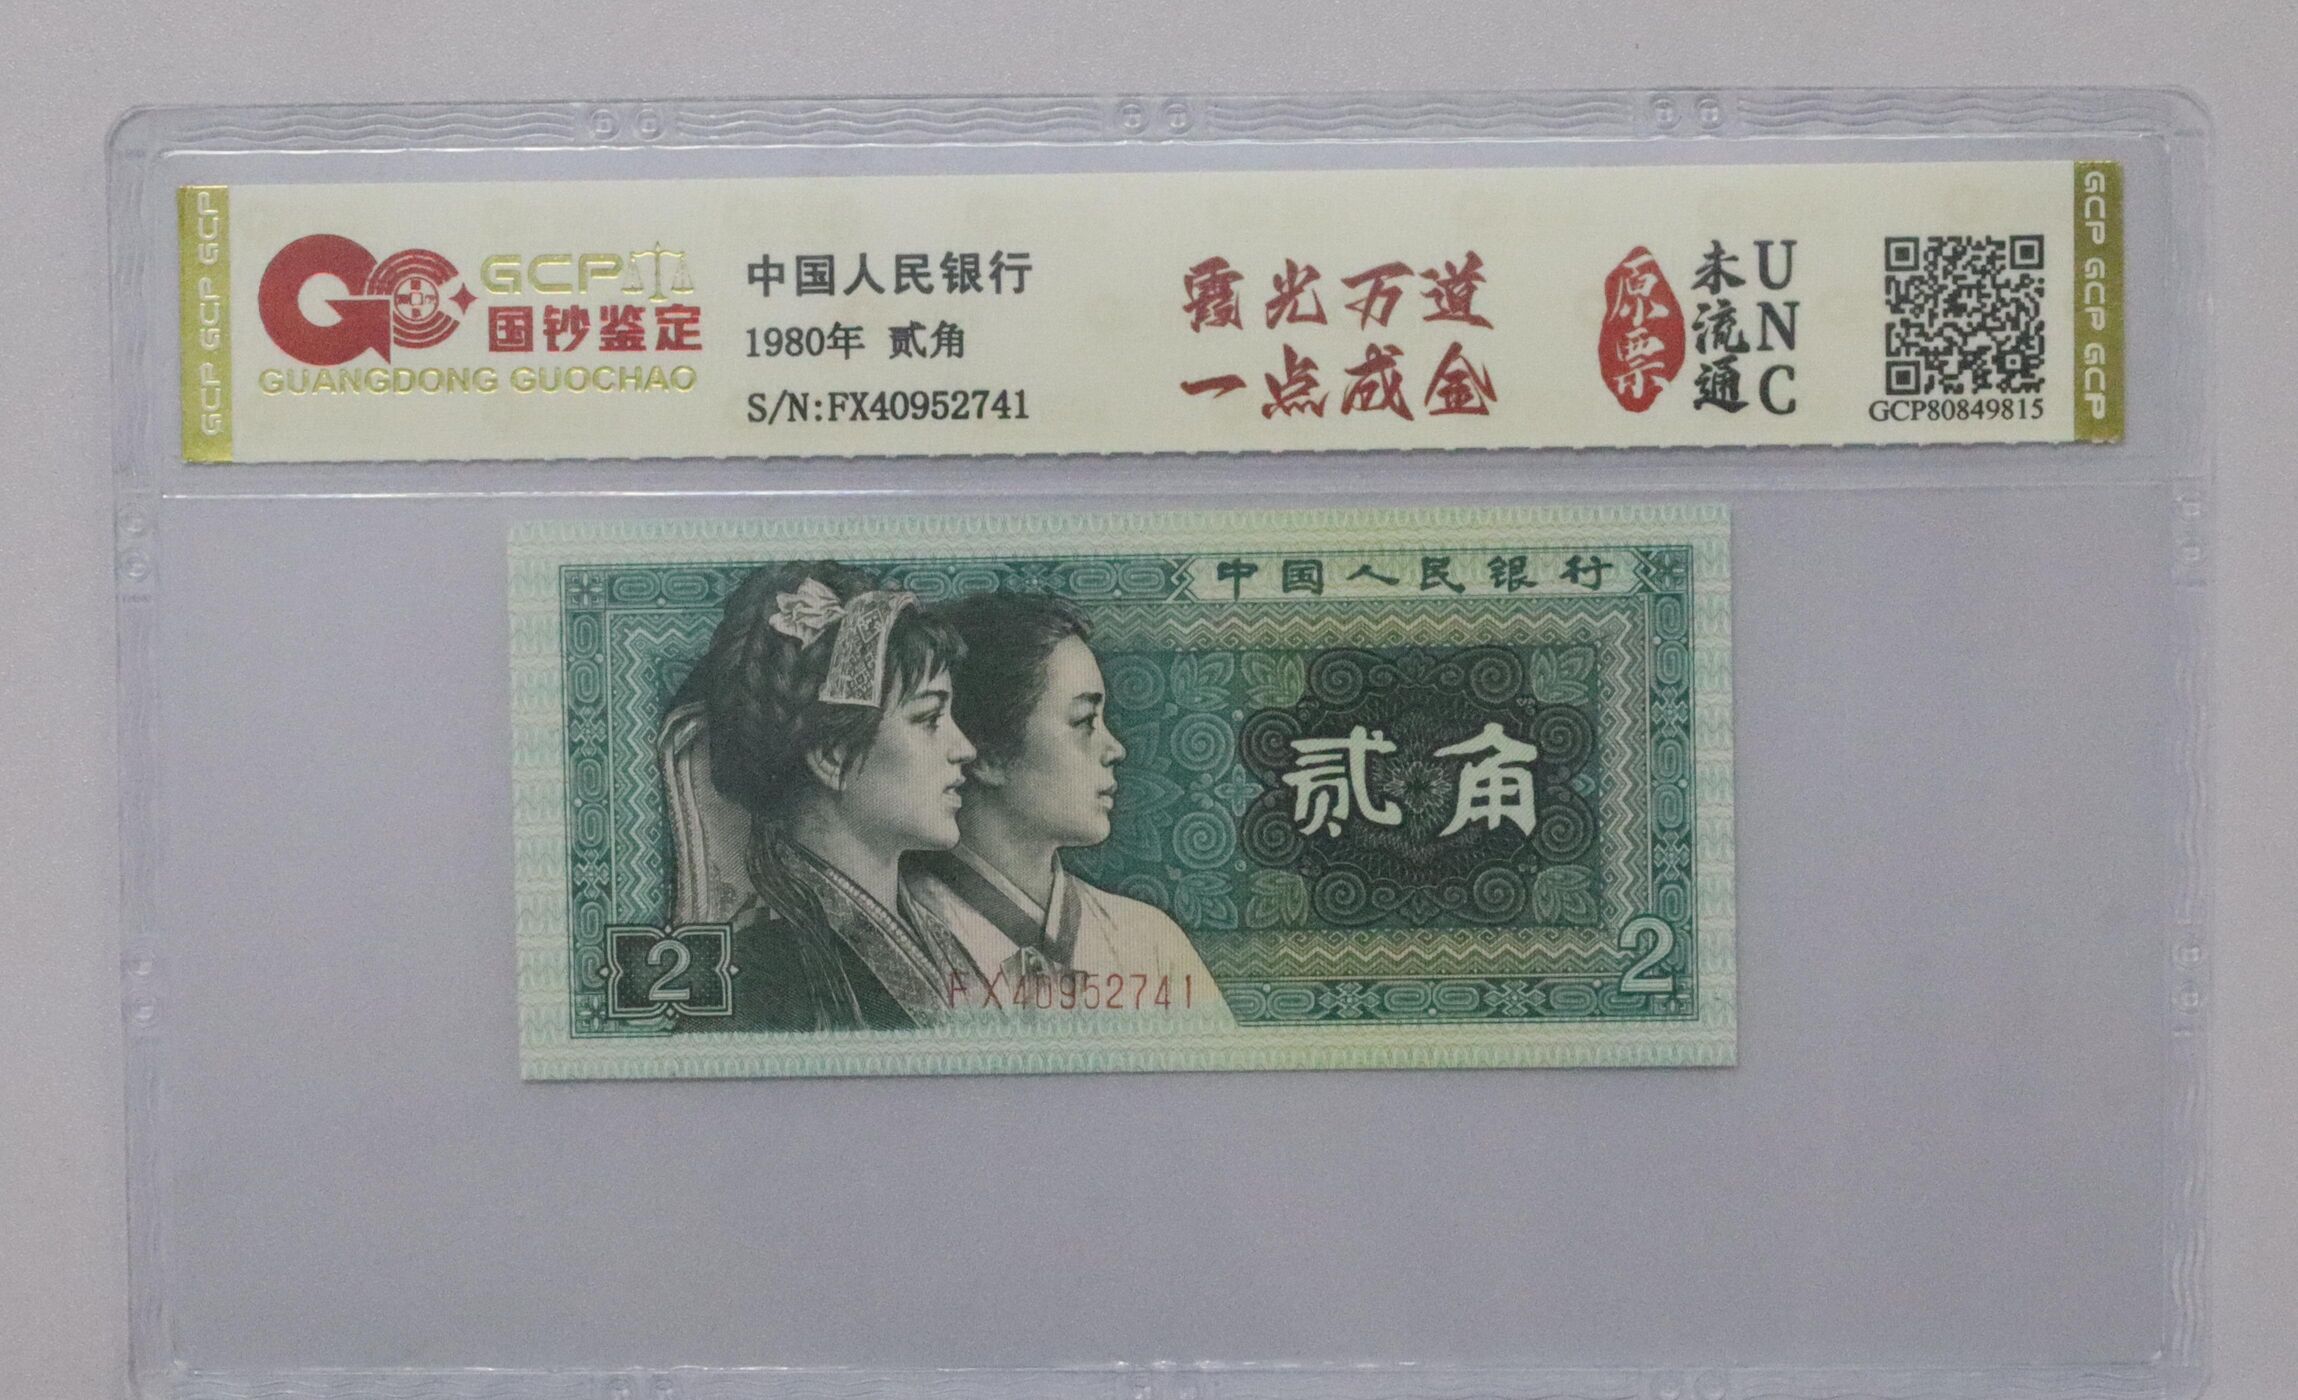 GCP GCP GCP
GCP
国钞鉴定
GUANGDONG GUOCHAO
中国人民银行
1980年 贰角
S/N:FX40952741
霞光万道
一点成金
原票
未流通
UNC
GCP80849815
GCP GCP GCP
中国人民银行
贰角
2
2
FX40952741